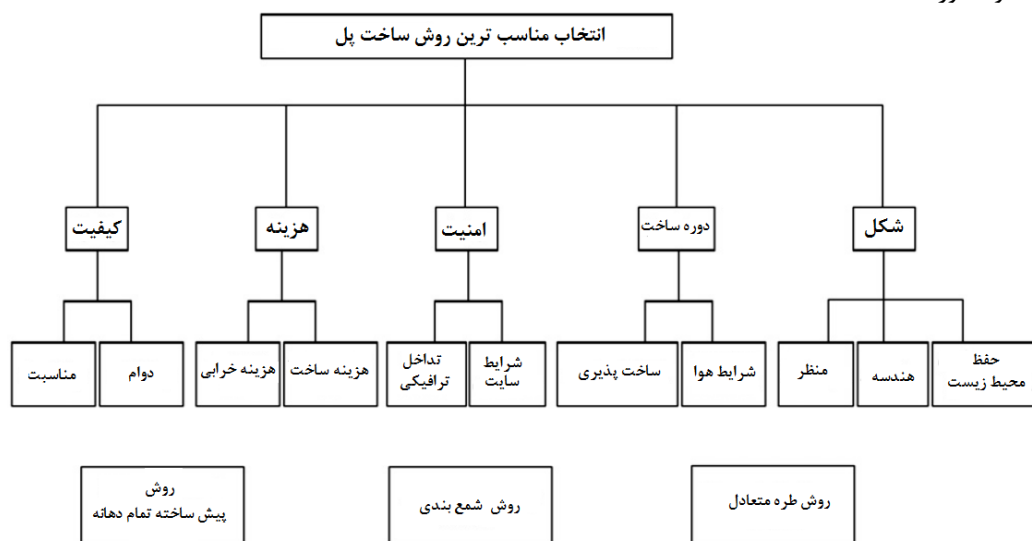 انتخاب مناسب ترین روش ساخت پل
شکل
دوره ساخت
امنیت
هزینه
کیفیت
حفظ
محیط زیست
هندسه
منظر
شرایط هوا
ساخت پذیری
شرایط
سایت
تداخل
ترافیکی
هزینه ساخت
هزینه خرابی
دوام
مناسبت
روش طره متعادل
روش شمع بندی
روش
پیش ساخته تمام دهانه